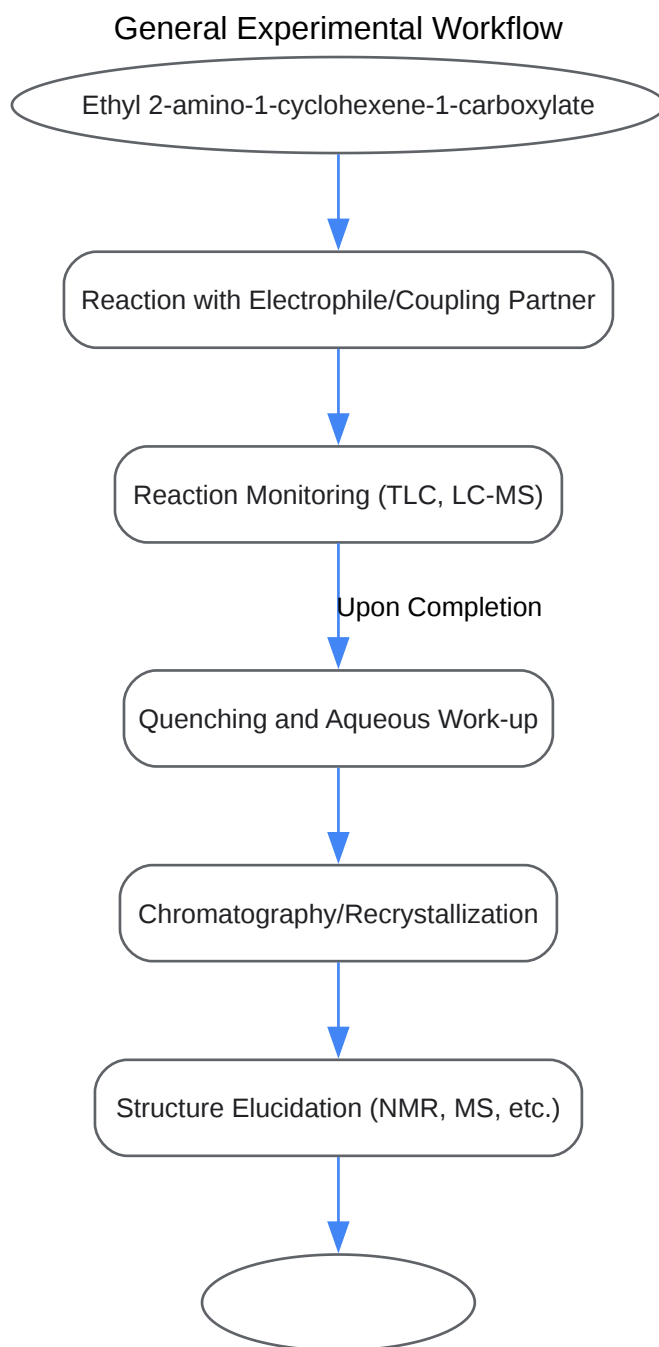 General Experimental Workflow
Ethyl 2-amino-1-cyclohexene-1-carboxylate
Reaction with Electrophile/Coupling Partner
Reaction Monitoring (TLC, LC-MS)
Upon Completion
Quenching and Aqueous Work-up
Chromatography/Recrystallization
Structure Elucidation (NMR, MS, etc.)